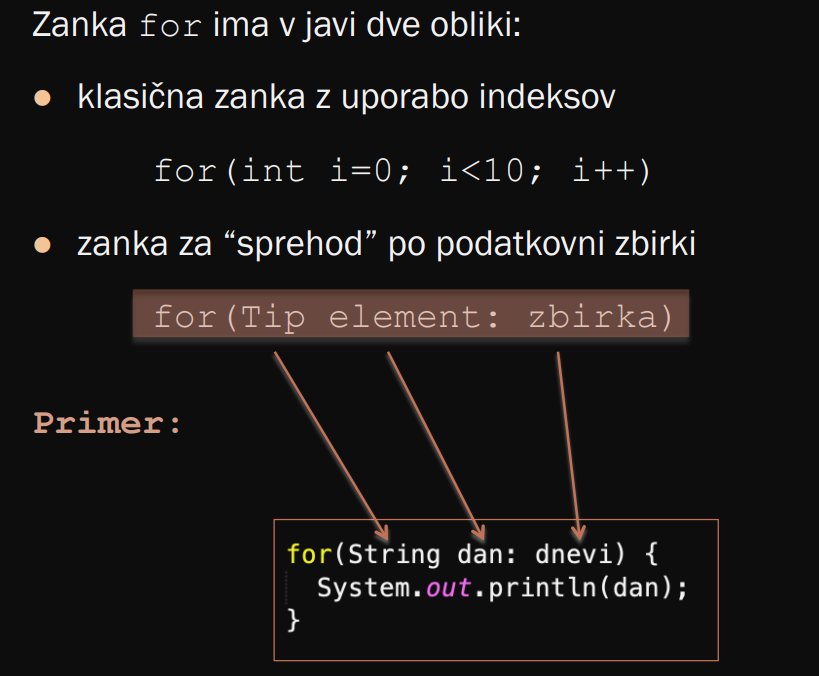 Zanka for ima v javi dve obliki:
● klasična zanka z uporabo indeksov
for(int i=0; i<10; i++)
● zanka za “sprehod” po podatkovni zbirki
for(Tip element: zbirka)
Primer:
for(String dan: dnevi) {
System.out.println(dan);
}